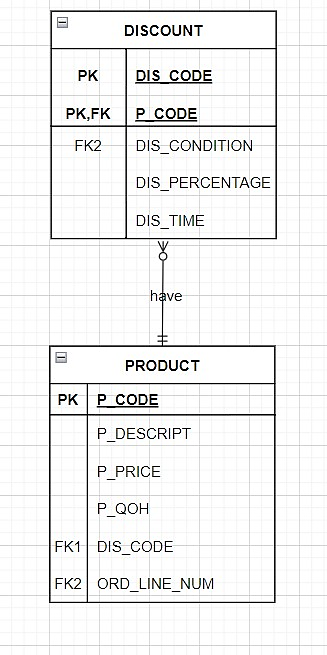 DISCOUNT
PK DIS_CODE
PK,FK P_CODE
FK2 DIS_CONDITION
DIS_PERCENTAGE
DIS_TIME
have
PRODUCT
PK P_CODE
P_DESCRIPT
P_PRICE
P_QOH
FK1 DIS_CODE
FK2 ORD_LINE_NUM